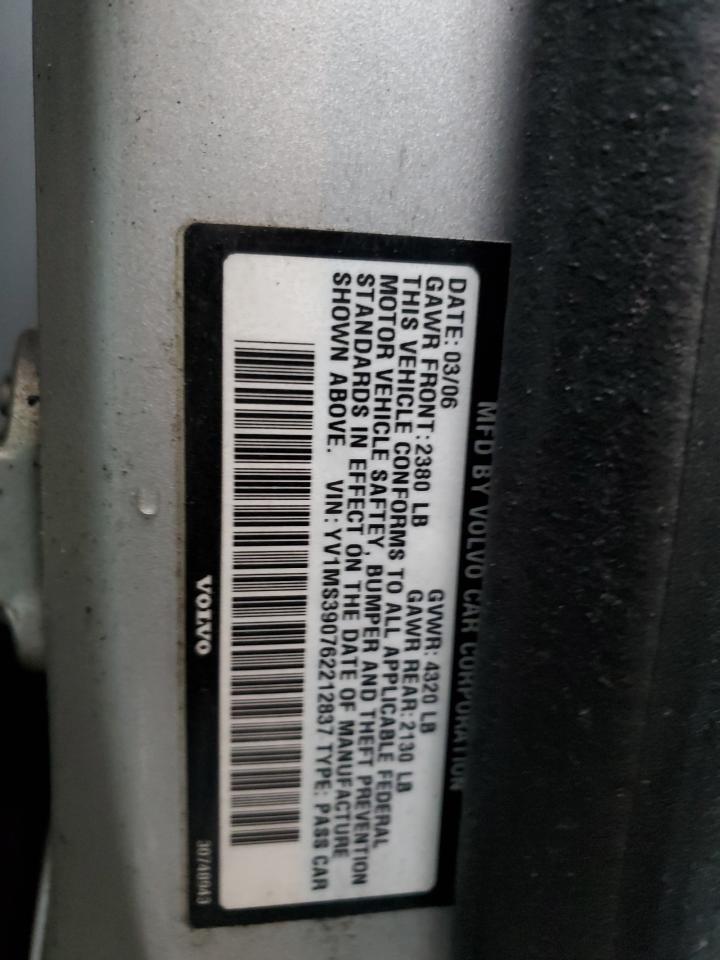 MFD BY VOLVO CAR CORPORATION
DATE: 03/06 GVWR: 4320 LB
GAWR FRONT: 2380 LB GAWR REAR: 2130 LB
THIS VEHICLE CONFORMS TO ALL APPLICABLE FEDERAL
MOTOR VEHICLE SAFTEY, BUMPER AND THEFT PREVENTION
STANDARDS IN EFFECT ON THE DATE OF MANUFACTURE
SHOWN ABOVE. VIN: YV1MS390762212837 TYPE: PASS CAR
VOLVO